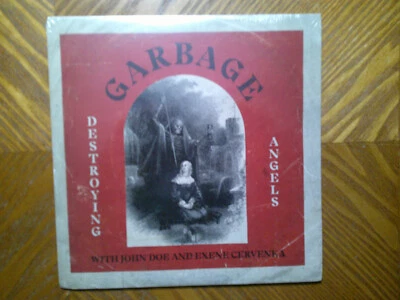 GARBAGE
DESTROYING
ANGELS
WITH JOHN DOE AND EXENE CERVENKA